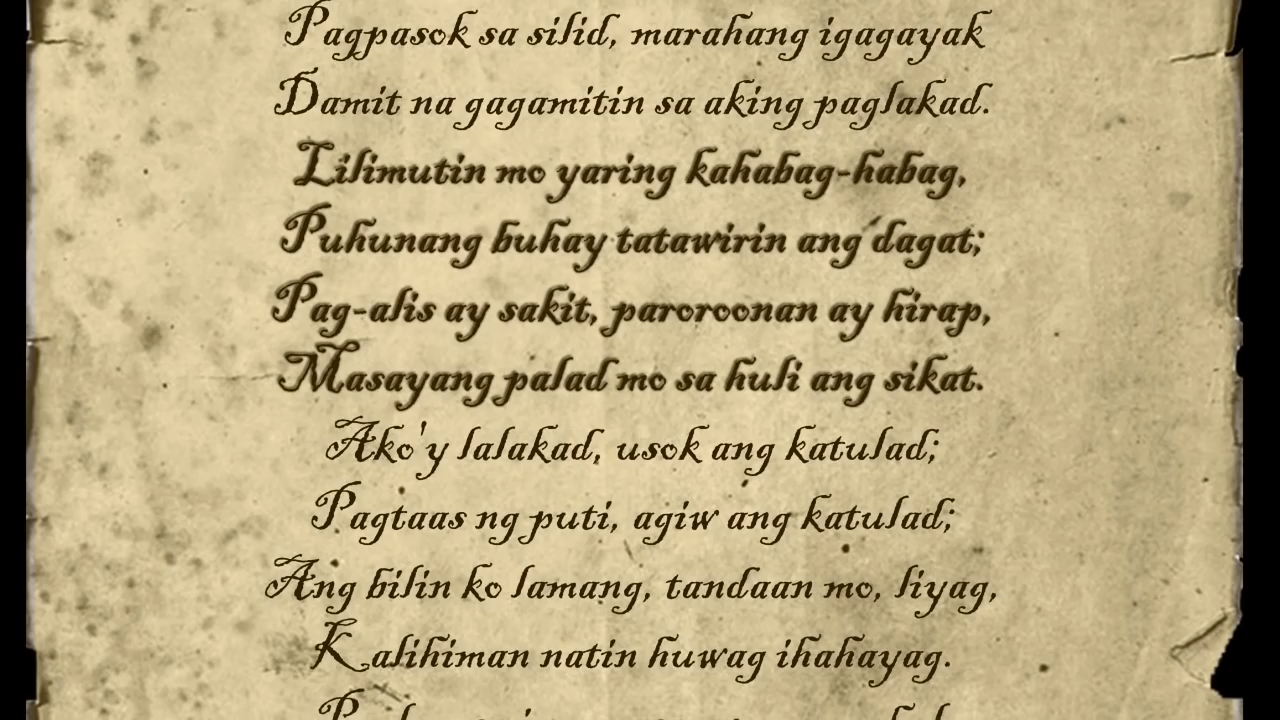 Pagpasok sa silid, marahang igagayak
Damit na gagamitin sa aking paglakad.
Lilimutin mo yaring kahabag-habag,
Puhunang buhay tatawirin ang dagat;
Pag-alis ay sakit, paroroonan ay hirap,
Masayang palad mo sa huli ang sikat.
Ako'y lalakad, usok ang katulad;
Pagtaas ng puti, agiw ang katulad;
Ang bilin ko lamang, tandaan mo, liyag,
Kalihiman natin huwag ihahayag.